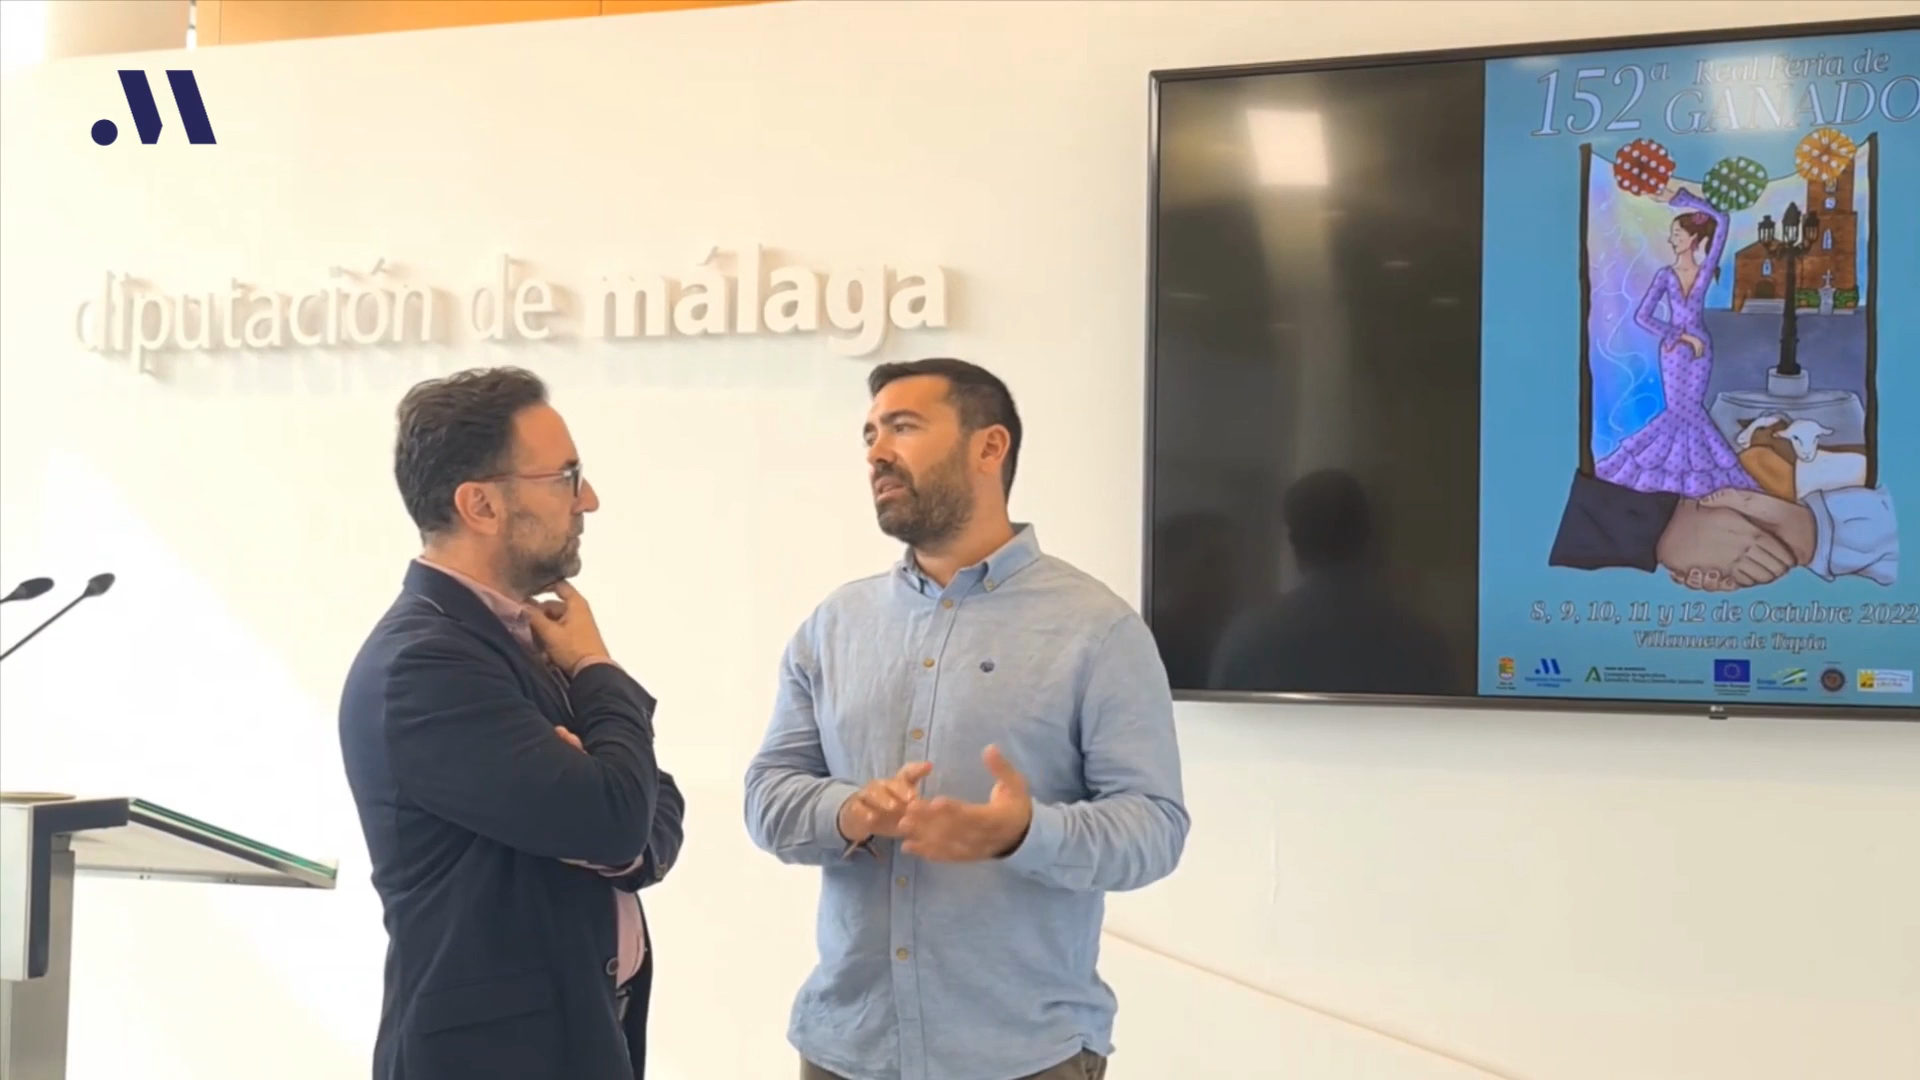 diputación de málaga
152ª Real Feria de
GANADO
8, 9, 10, 11 y 12 de Octubre 2022
Villanueva de Tapia